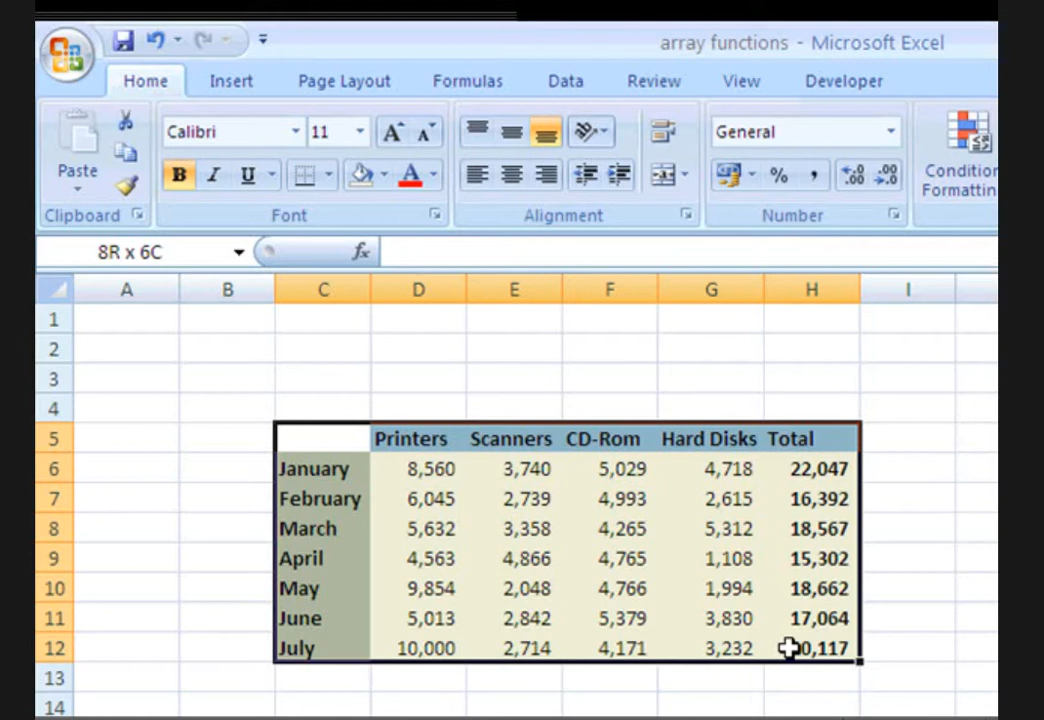 array functions - Microsoft Excel
Home Insert Page Layout Formulas Data Review View Developer
Calibri 11 A A General
Paste B I U A % , .00 .00 Formattin
Condition
Clipboard Font Alignment Number
8R x 6C fx
A B C D E F G H I
1
2
3
4
5 Printers Scanners CD-Rom Hard Disks Total
6 January 8,560 3,740 5,029 4,718 22,047
7 February 6,045 2,739 4,993 2,615 16,392
8 March 5,632 3,358 4,265 5,312 18,567
9 April 4,563 4,866 4,765 1,108 15,302
10 May 9,854 2,048 4,766 1,994 18,662
11 June 5,013 2,842 5,379 3,830 17,064
12 July 10,000 2,714 4,171 3,232 0,117
13
14